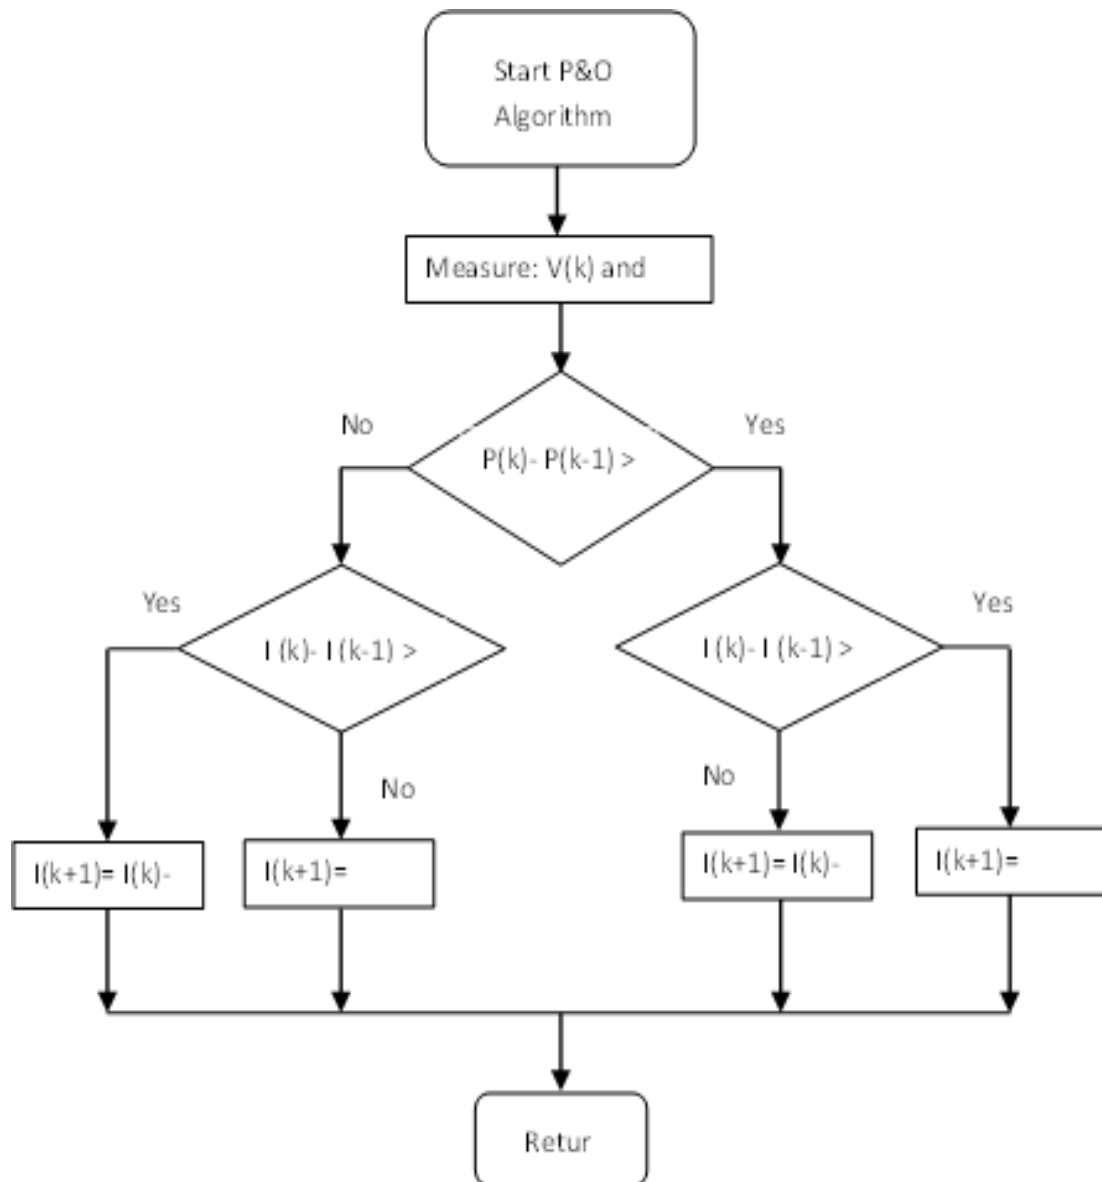 Start P&O
Algorithm
Measure: V(k) and
No
Yes
P(k)- P(k-1) >
Yes
Yes
I (k)- I (k-1) >
I (k)- I (k-1) >
No
No
I(k+1)= I(k)-
I(k+1)=
I(k+1)= I(k)-
I(k+1)=
Retur